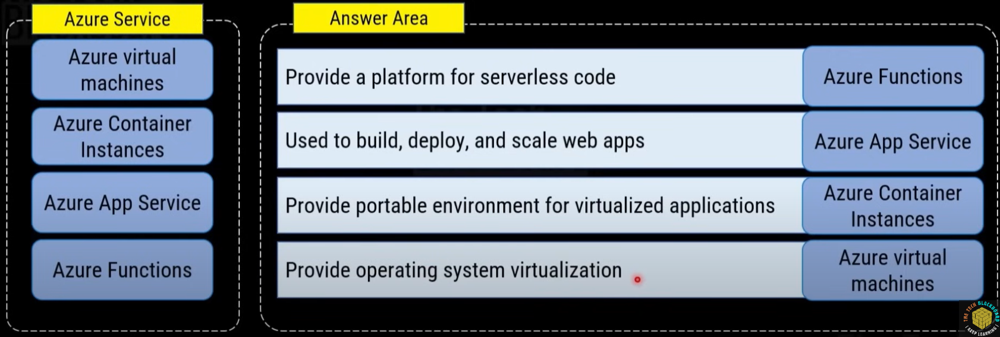 Azure Service
Azure virtual
machines
Azure Container
Instances
Azure App Service
Azure Functions
Answer Area
Provide a platform for serverless code
Azure Functions
Used to build, deploy, and scale web apps
Azure App Service
Provide portable environment for virtualized applications
Azure Container
Instances
Provide operating system virtualization
Azure virtual
machines
THE TECH BLACKBOARD
KEEP LEARNING